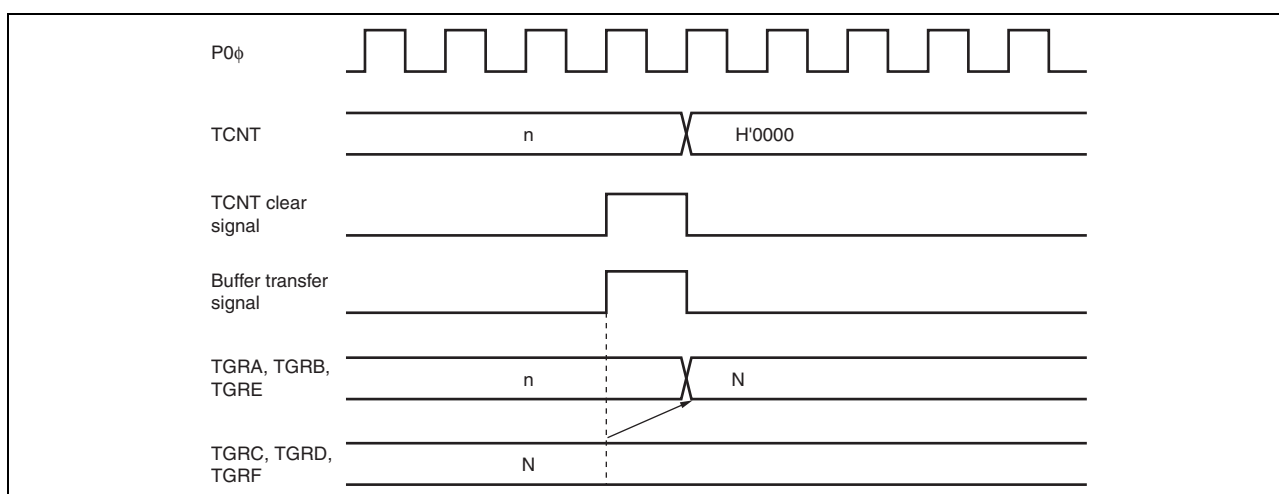 P0ϕ
TCNT
n
H'0000
TCNT clear
signal
Buffer transfer
signal
TGRA, TGRB,
TGRE
n
N
TGRC, TGRD,
TGRF
N